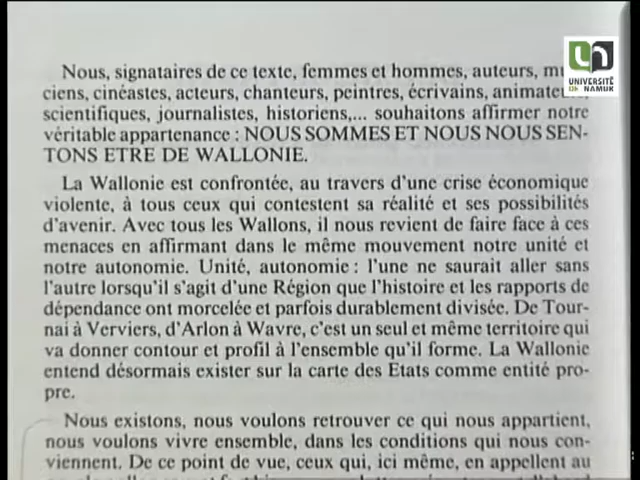 UNIVERSITÉ
DE NAMUR
Nous, signataires de ce texte, femmes et hommes, auteurs,
ciens, cinéastes, acteurs, chanteurs, peintres, écrivains,
scientifiques, journalistes, historiens,... souhaitons affirmer notre
véritable appartenance : NOUS SOMMES ET NOUS NOUS SEN-
TONS ETRE DE WALLONIE.
La Wallonie est confrontée, au travers d'une crise économique
violente, à tous ceux qui contestent sa réalité et ses possibilités
d'avenir. Avec tous les Wallons, il nous revient de faire face à ces
menaces en affirmant dans le même mouvement notre unité et
notre autonomie. Unité, autonomie : l'une ne saurait aller sans
l'autre lorsqu'il s'agit d'une Région que l'histoire et les rapports de
dépendance ont morcelée et parfois durablement divisée. De Tour-
nai à Verviers, d'Arlon à Wavre, c'est un seul et même territoire qui
va donner contour et profil à l'ensemble qu'il forme. La Wallonie
entend désormais exister sur la carte des Etats comme entité pro-
pre.
Nous existons, nous voulons retrouver ce qui nous appartient,
nous voulons vivre ensemble, dans les conditions qui nous con-
viennent. De ce point de vue, ceux qui, ici même, en appellent au